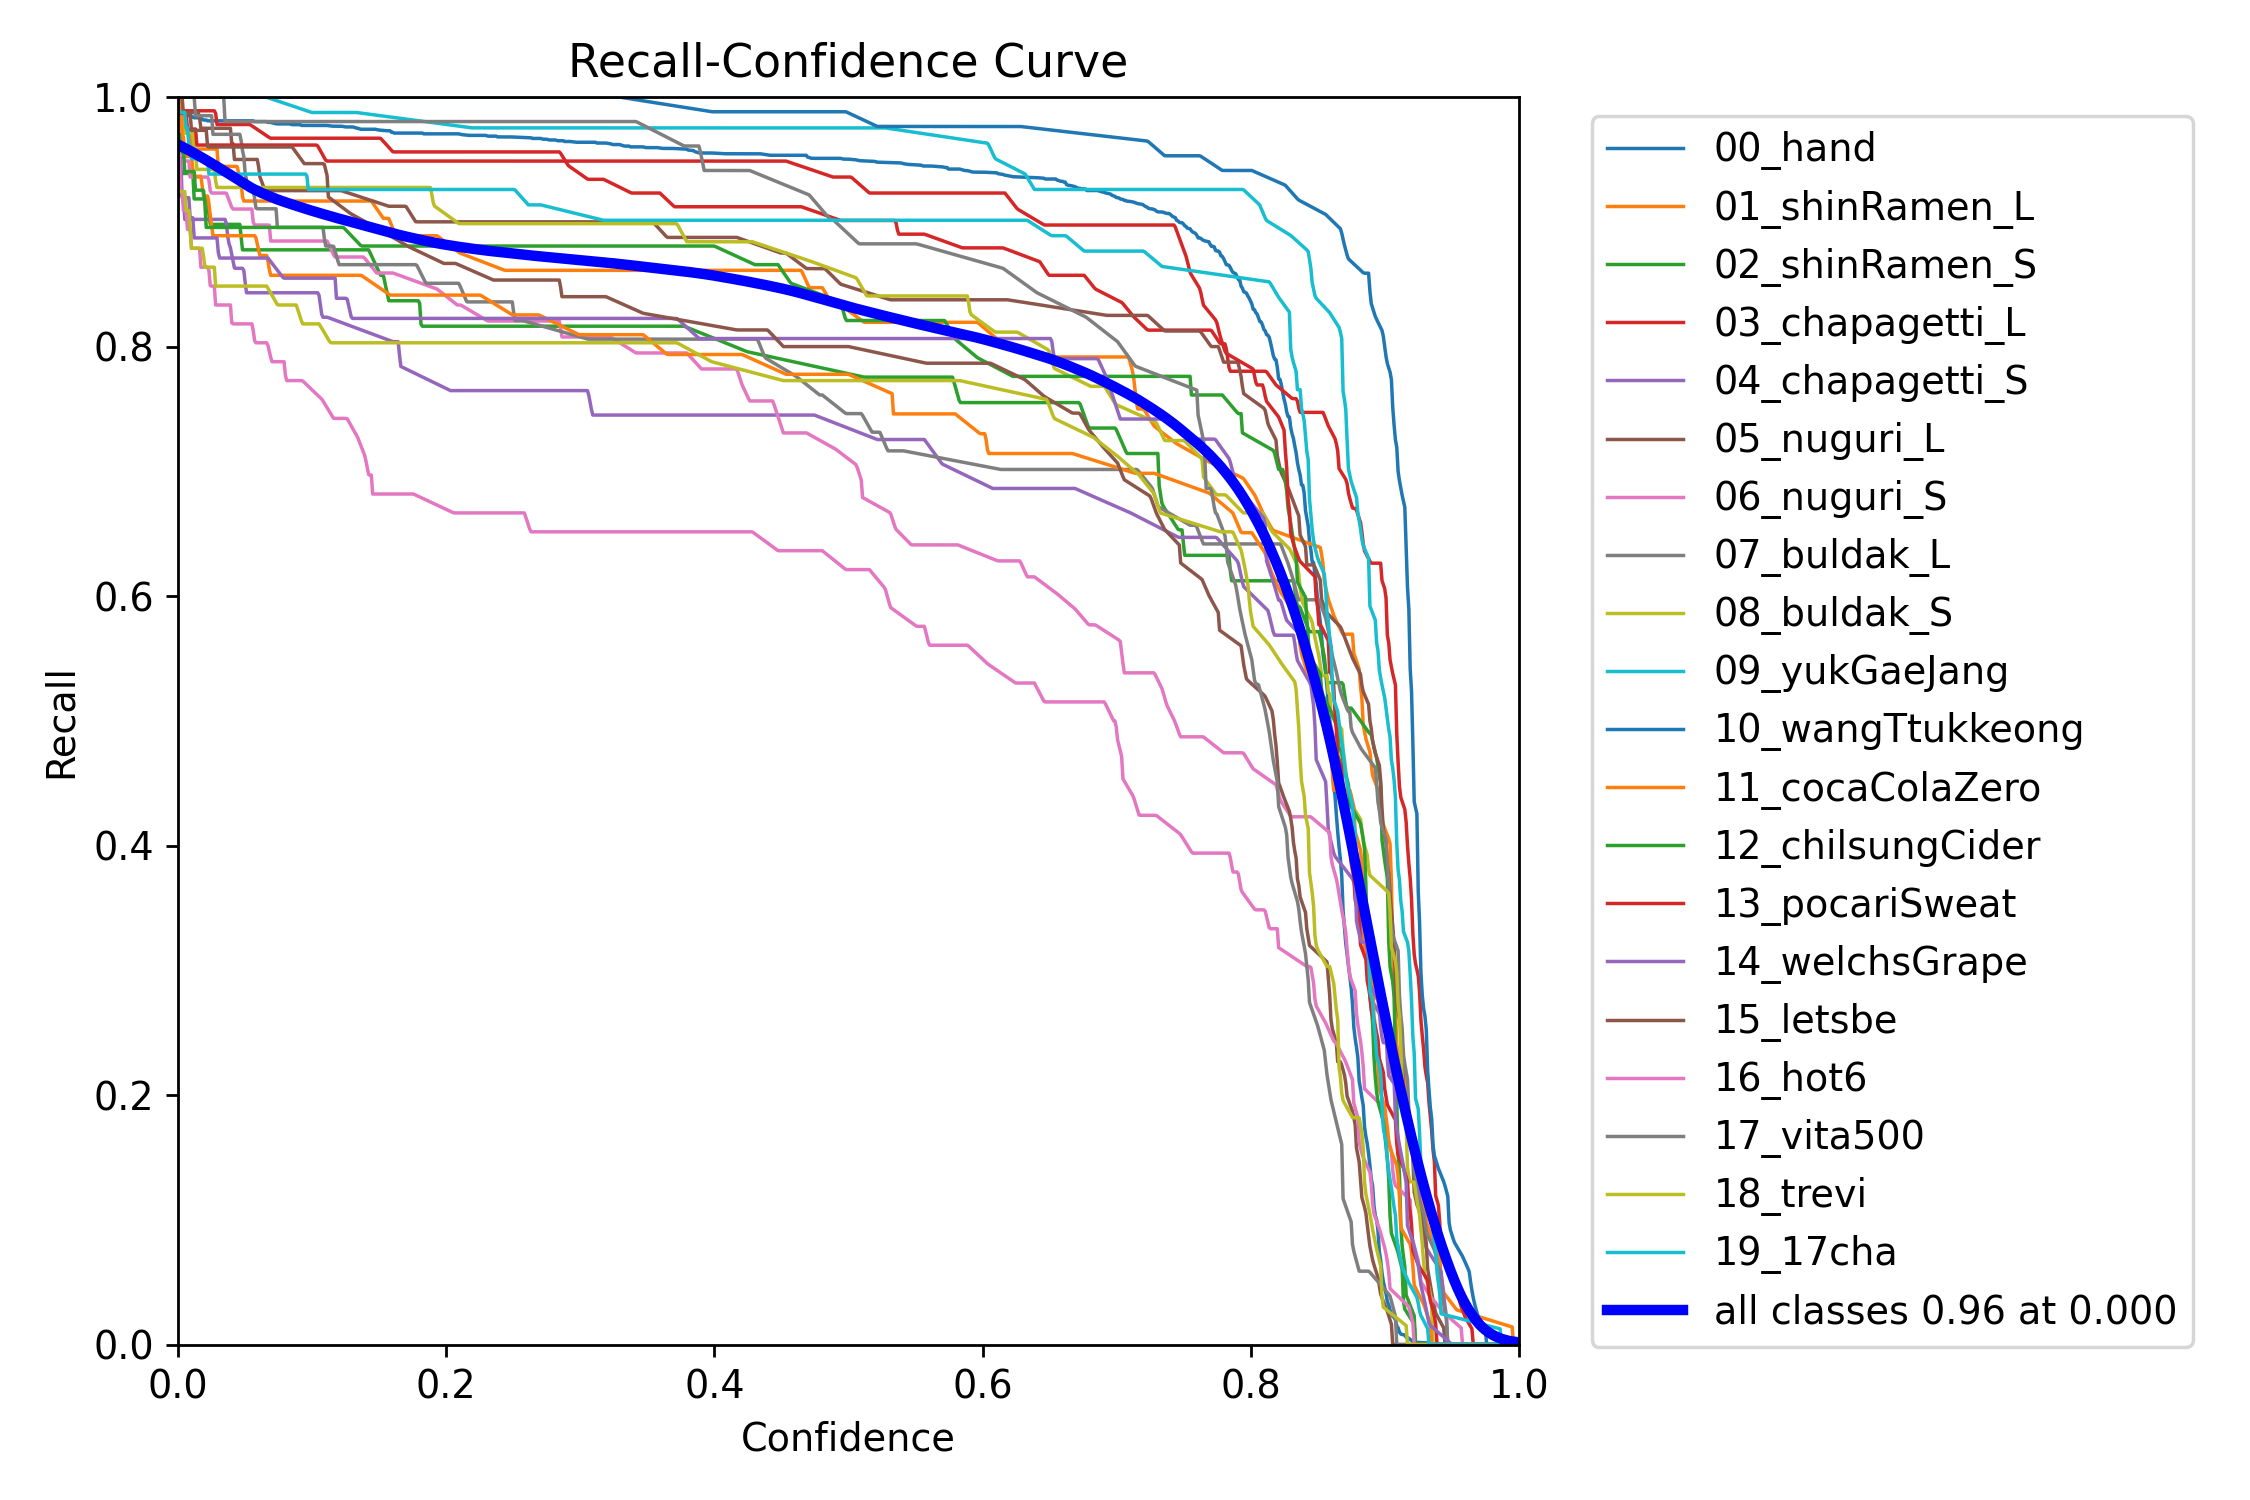 Recall-Confidence Curve
1.0
0.8
0.6
0.4
0.2
0.0
Recall
0.0 0.2 0.4 0.6 0.8 1.0
Confidence
00_hand
01_shinRamen_L
02_shinRamen_S
03_chapagetti_L
04_chapagetti_S
05_nuguri_L
06_nuguri_S
07_buldak_L
08_buldak_S
09_yukGaeJang
10_wangTtukkeong
11_cocaColaZero
12_chilsungCider
13_pocariSweat
14_welchsGrape
15_letsbe
16_hot6
17_vita500
18_trevi
19_17cha
all classes 0.96 at 0.000